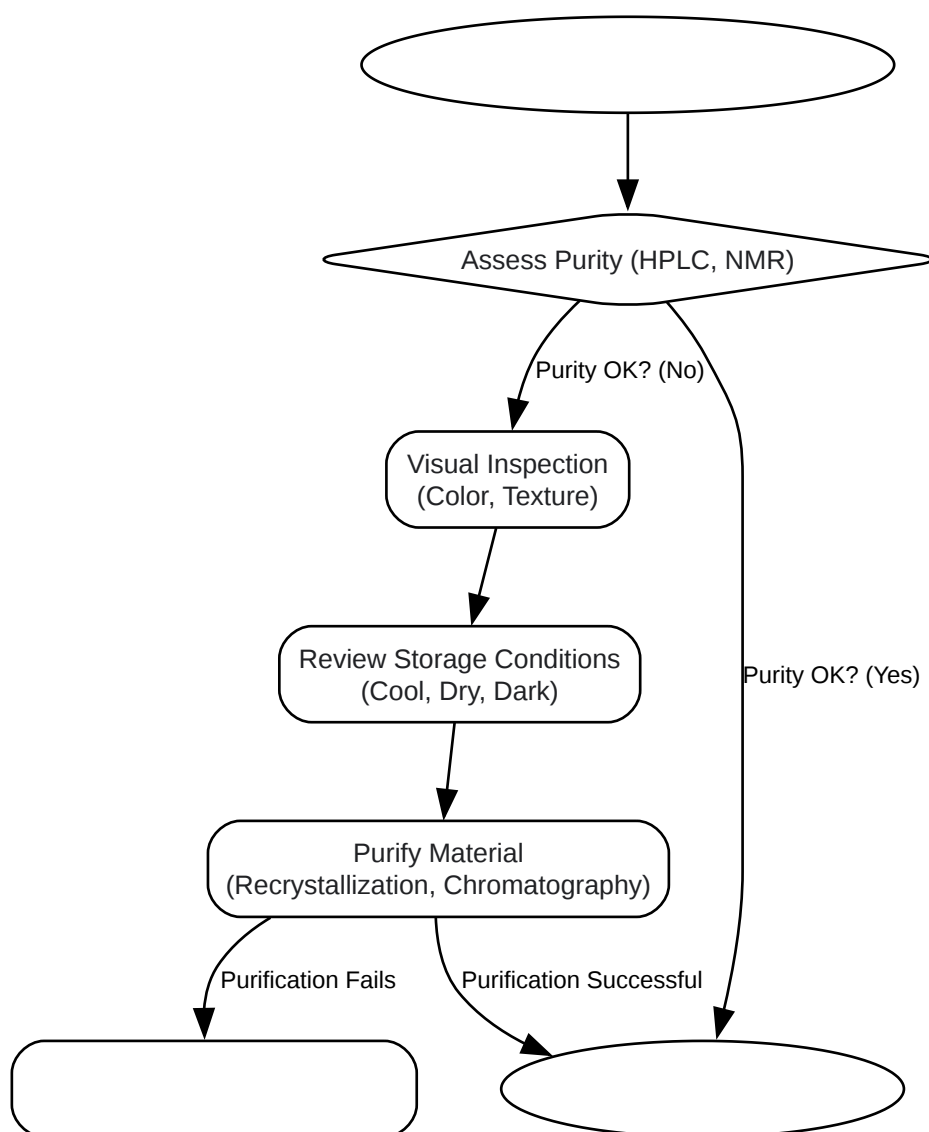 Assess Purity (HPLC, NMR)
Purity OK? (No)
Visual Inspection
(Color, Texture)
Review Storage Conditions
(Cool, Dry, Dark)
Purity OK? (Yes)
Purify Material
(Recrystallization, Chromatography)
Purification Fails
Purification Successful